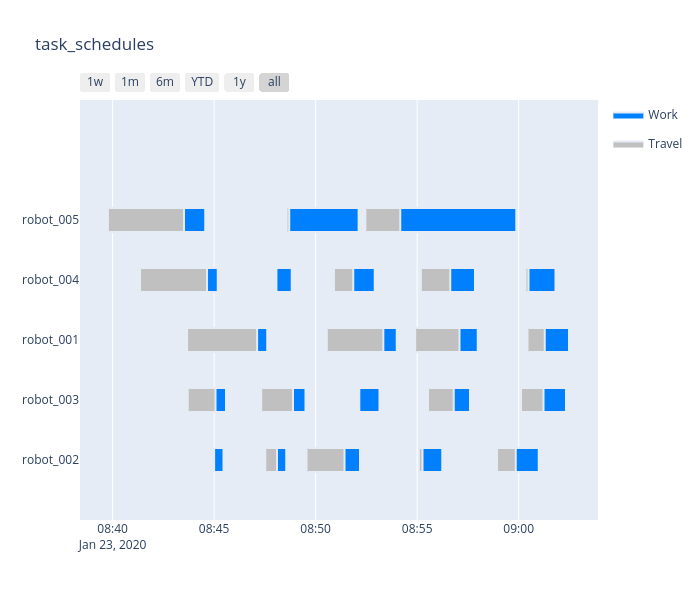 task_schedules
1w 1m 6m YTD 1y all
Work
Travel
robot_005
robot_004
robot_001
robot_003
robot_002
08:40 08:45 08:50 08:55 09:00
Jan 23, 2020